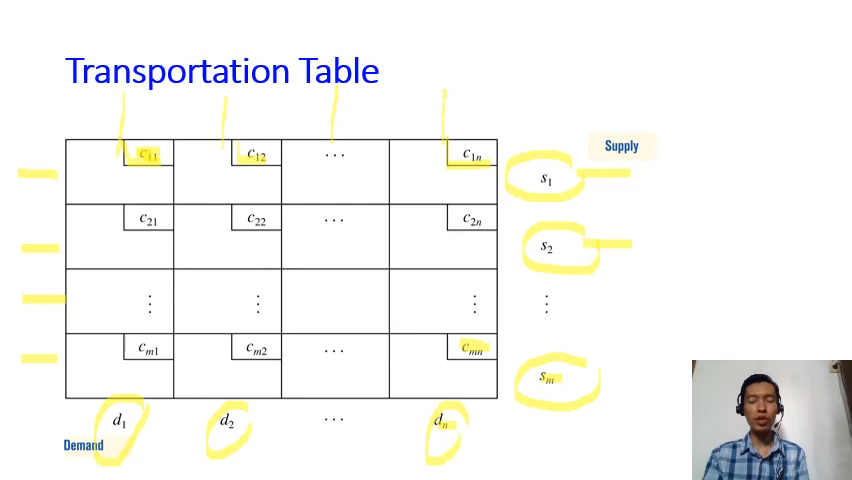 Transportation Table
Supply
c11 c12 ... c1n s1
c21 c22 ... c2n s2
⋮ ⋮ ⋮ ⋮
cm1 cm2 ... cmn sm
d1 d2 ... dn
Demand